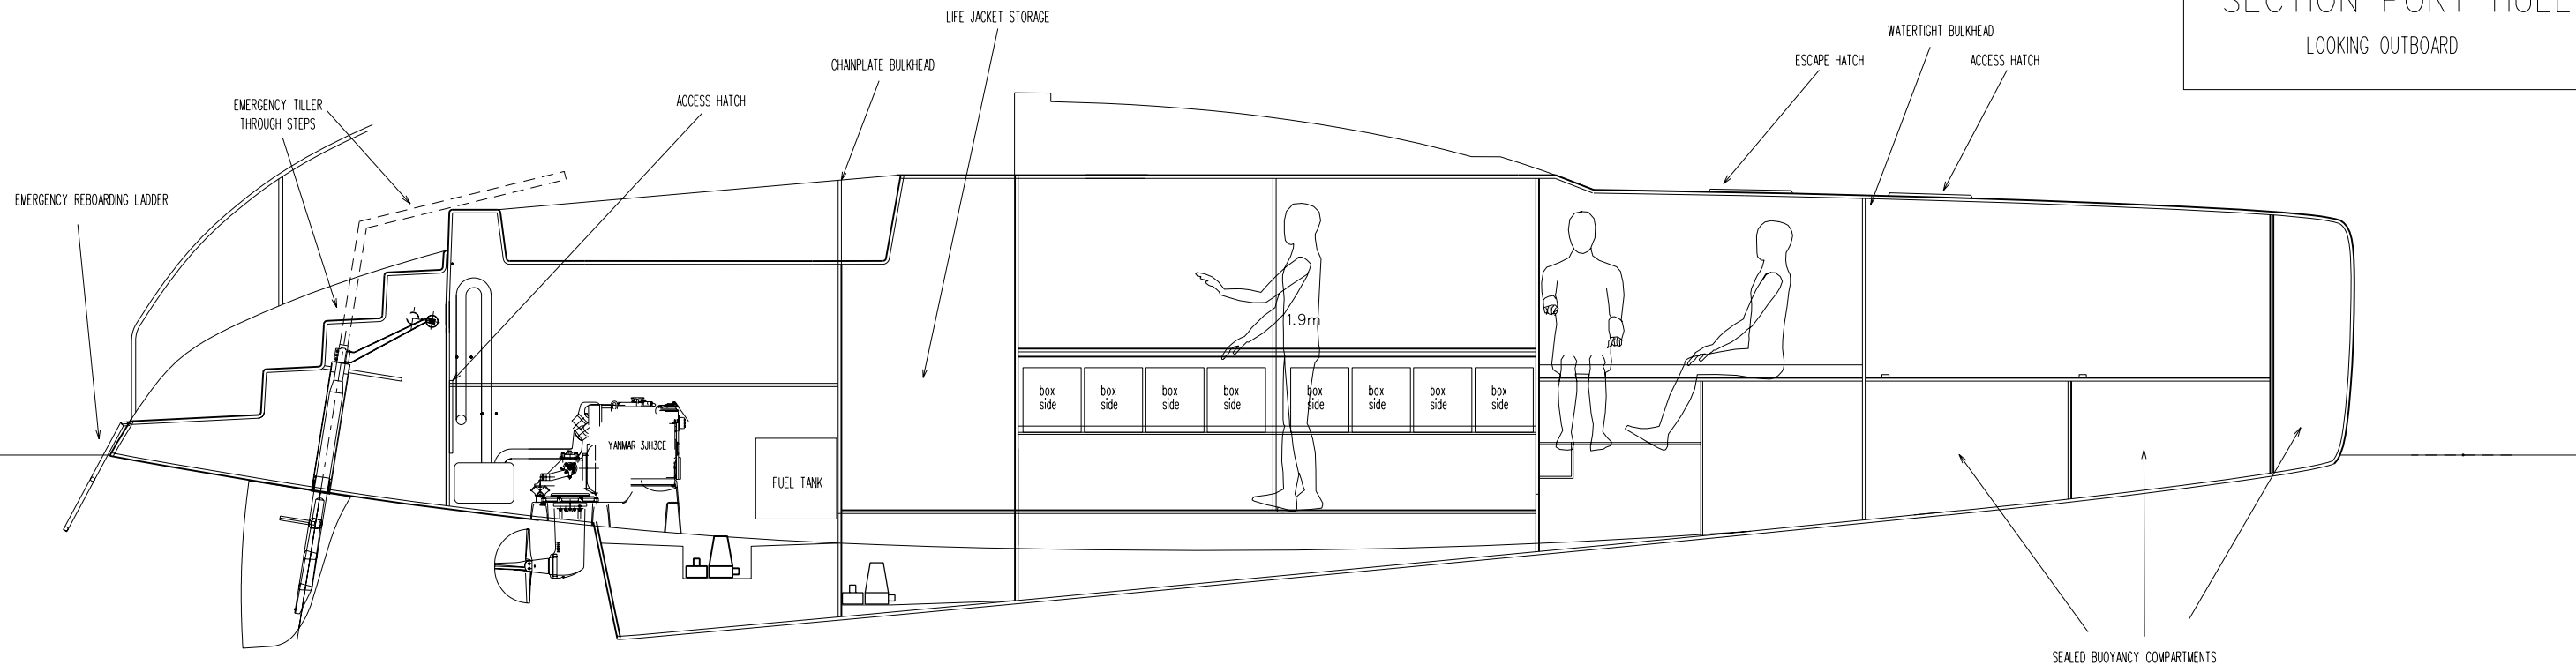 SECTION PORT HULL
LOOKING OUTBOARD
LIFE JACKET STORAGE
WATERTIGHT BULKHEAD
CHAINPLATE BULKHEAD
ESCAPE HATCH
ACCESS HATCH
ACCESS HATCH
EMERGENCY TILLER
THROUGH STEPS
EMERGENCY REBOARDING LADDER
1.9m
box
side
box
side
box
side
box
side
box
side
box
side
box
side
box
side
YANMAR 3JH3CE
FUEL TANK
SEALED BUOYANCY COMPARTMENTS